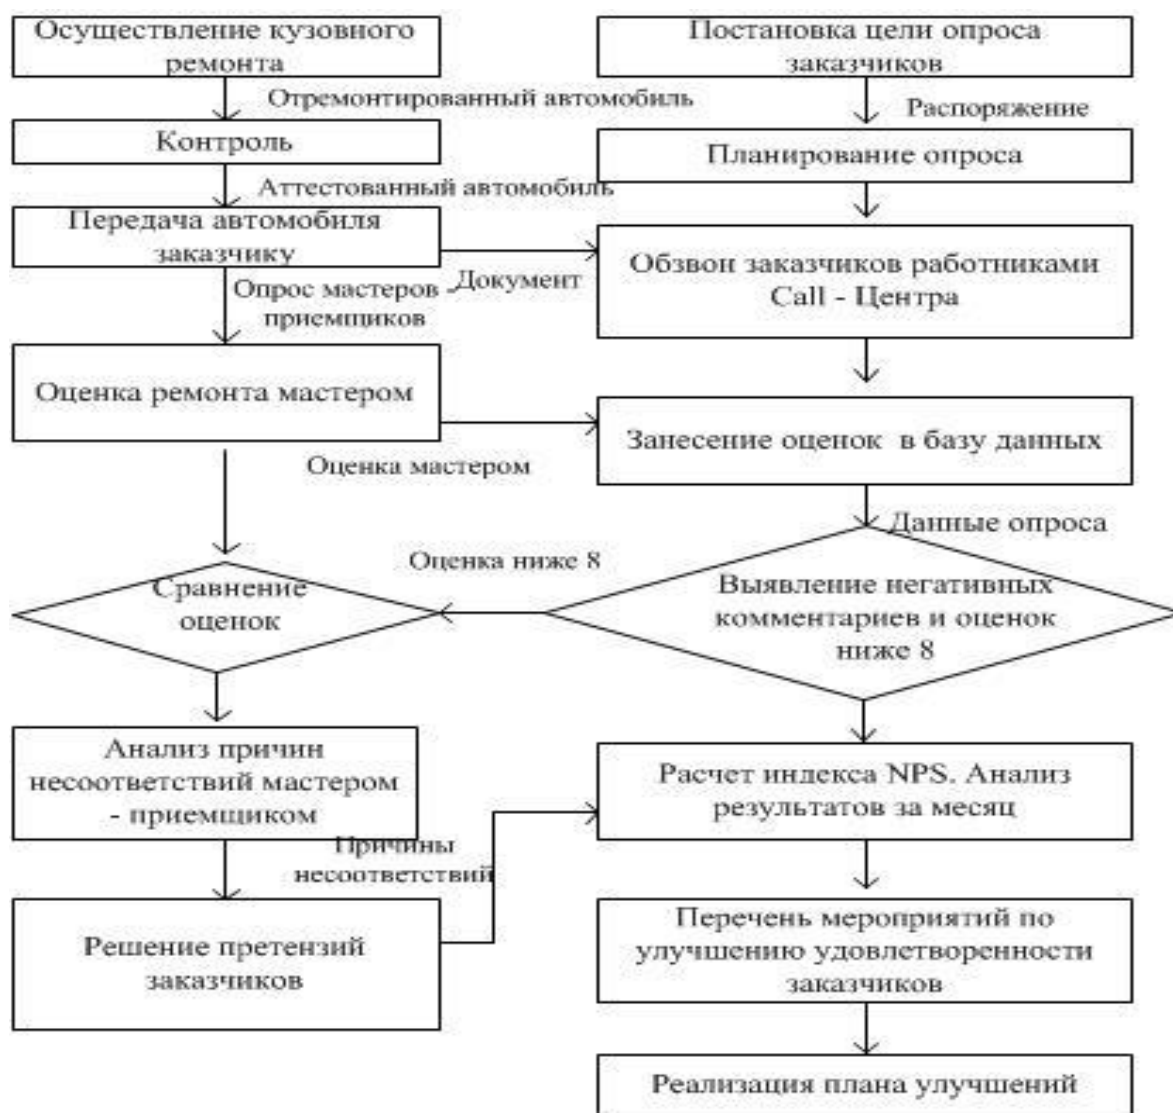 Осуществление кузовного
ремонта
Постановка цели опроса
заказчиков
Отремонтированный автомобиль
Распоряжение
Контроль
Планирование опроса
Аттестованный автомобиль
Передача автомобиля
заказчику
Обзвон заказчиков работниками
Call - Центра
Опрос мастеров -
приемщиков
Документ
Оценка ремонта мастером
Занесение оценок в базу данных
Оценка мастером
Данные опроса
Оценка ниже 8
Сравнение
оценок
Выявление негативных
комментариев и оценок
ниже 8
Анализ причин
несоответствий мастером
- приемщиком
Расчет индекса NPS. Анализ
результатов за месяц
Причины
несоответствий
Решение претензий
заказчиков
Перечень мероприятий по
улучшению удовлетворенности
заказчиков
Реализация плана улучшений